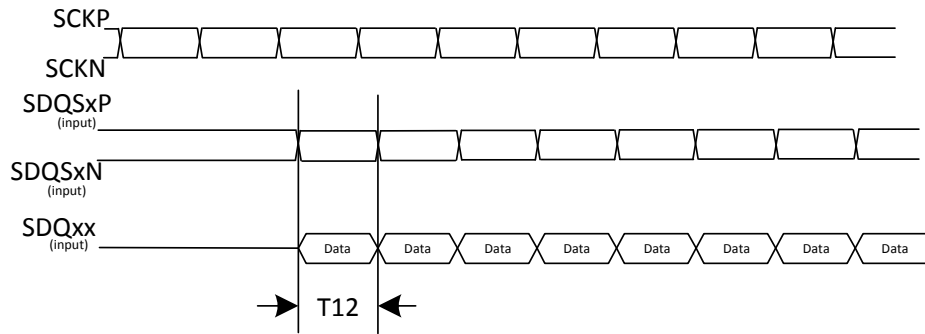 SCKP
SCKN
SDQSxP
(input)
SDQSxN
(input)
SDQxx
(input)
Data Data Data Data Data Data Data Data
T12